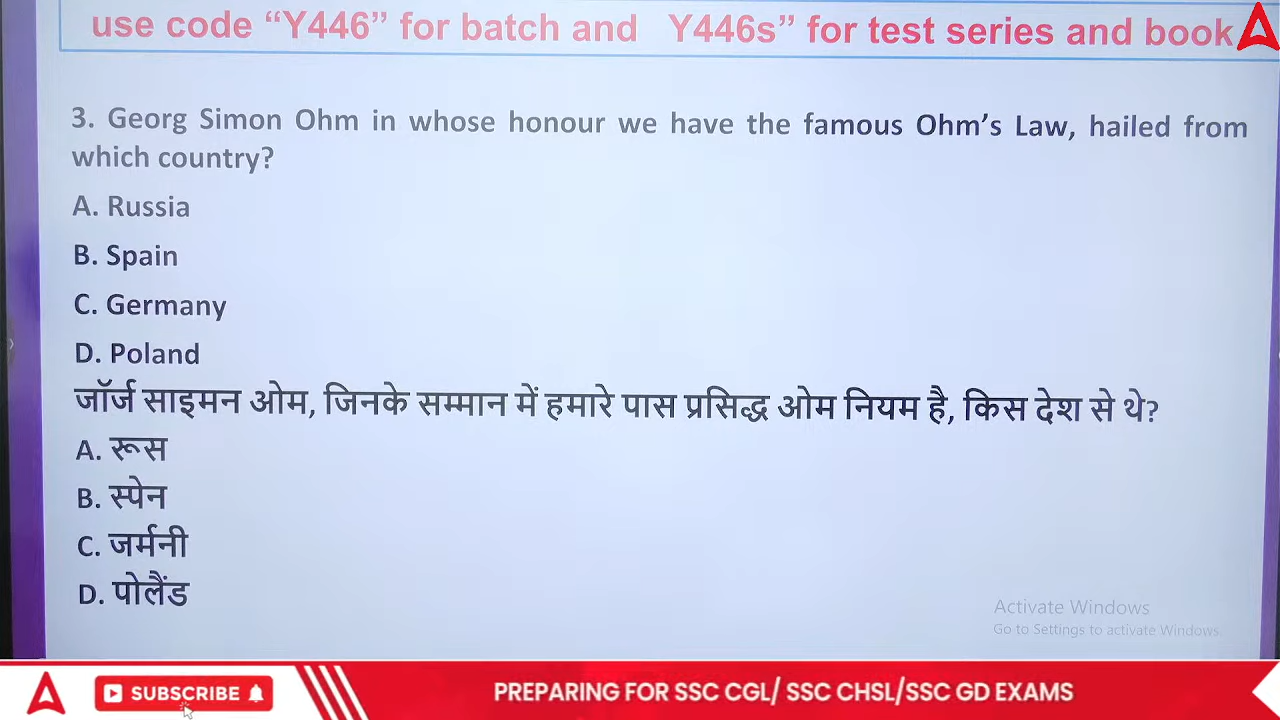 use code “Y446” for batch and Y446s” for test series and book
3. Georg Simon Ohm in whose honour we have the famous Ohm’s Law, hailed from
which country?
A. Russia
B. Spain
C. Germany
D. Poland
जॉर्ज साइमन ओम, जिनके सम्मान में हमारे पास प्रसिद्ध ओम नियम है, किस देश से थे?
A. रूस
B. स्पेन
C. जर्मनी
D. पोलैंड
Activate Windows
Go to Settings to activate Windows.
SUBSCRIBE
PREPARING FOR SSC CGL/ SSC CHSL/SSC GD EXAMS